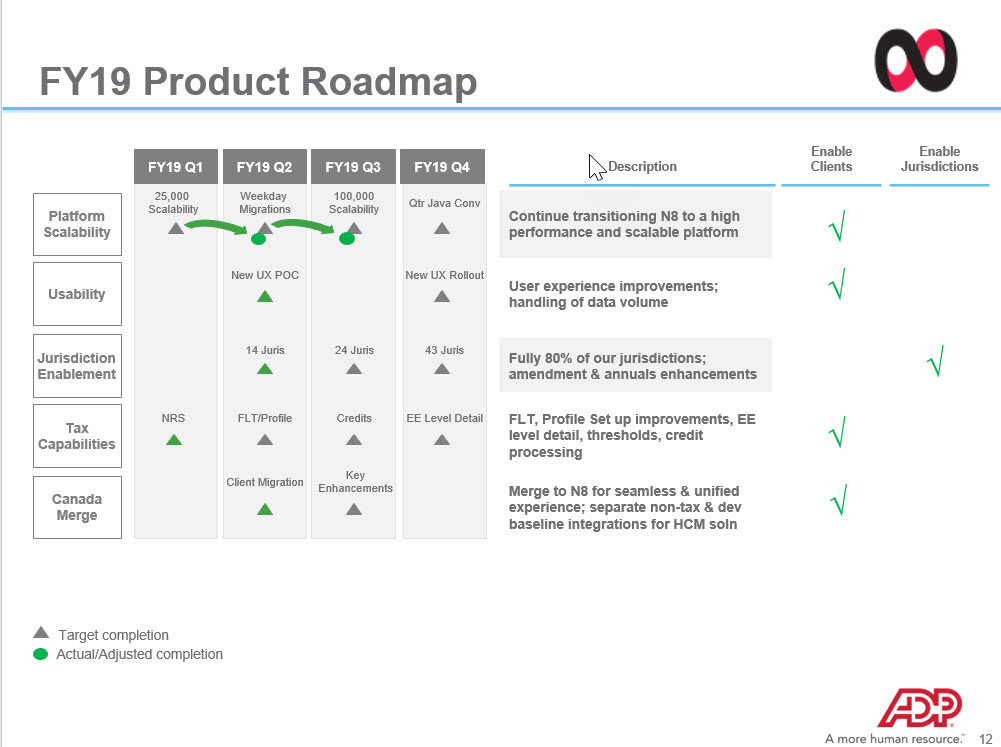 FY19 Product Roadmap
FY19 Q1
FY19 Q2
FY19 Q3
FY19 Q4
Description
Enable
Clients
Enable
Jurisdictions
Platform
Scalability
25,000
Scalability
Weekday
Migrations
100,000
Scalability
Qtr Java Conv
Continue transitioning N8 to a high
performance and scalable platform
√
Usability
New UX POC
New UX Rollout
User experience improvements;
handling of data volume
√
Jurisdiction
Enablement
14 Juris
24 Juris
43 Juris
Fully 80% of our jurisdictions;
amendment & annuals enhancements
√
Tax
Capabilities
NRS
FLT/Profile
Credits
EE Level Detail
FLT, Profile Set up improvements, EE
level detail, thresholds, credit
processing
√
Canada
Merge
Client Migration
Key
Enhancements
Merge to N8 for seamless & unified
experience; separate non-tax & dev
baseline integrations for HCM soln
√
Target completion
Actual/Adjusted completion
ADP
A more human resource.™
12